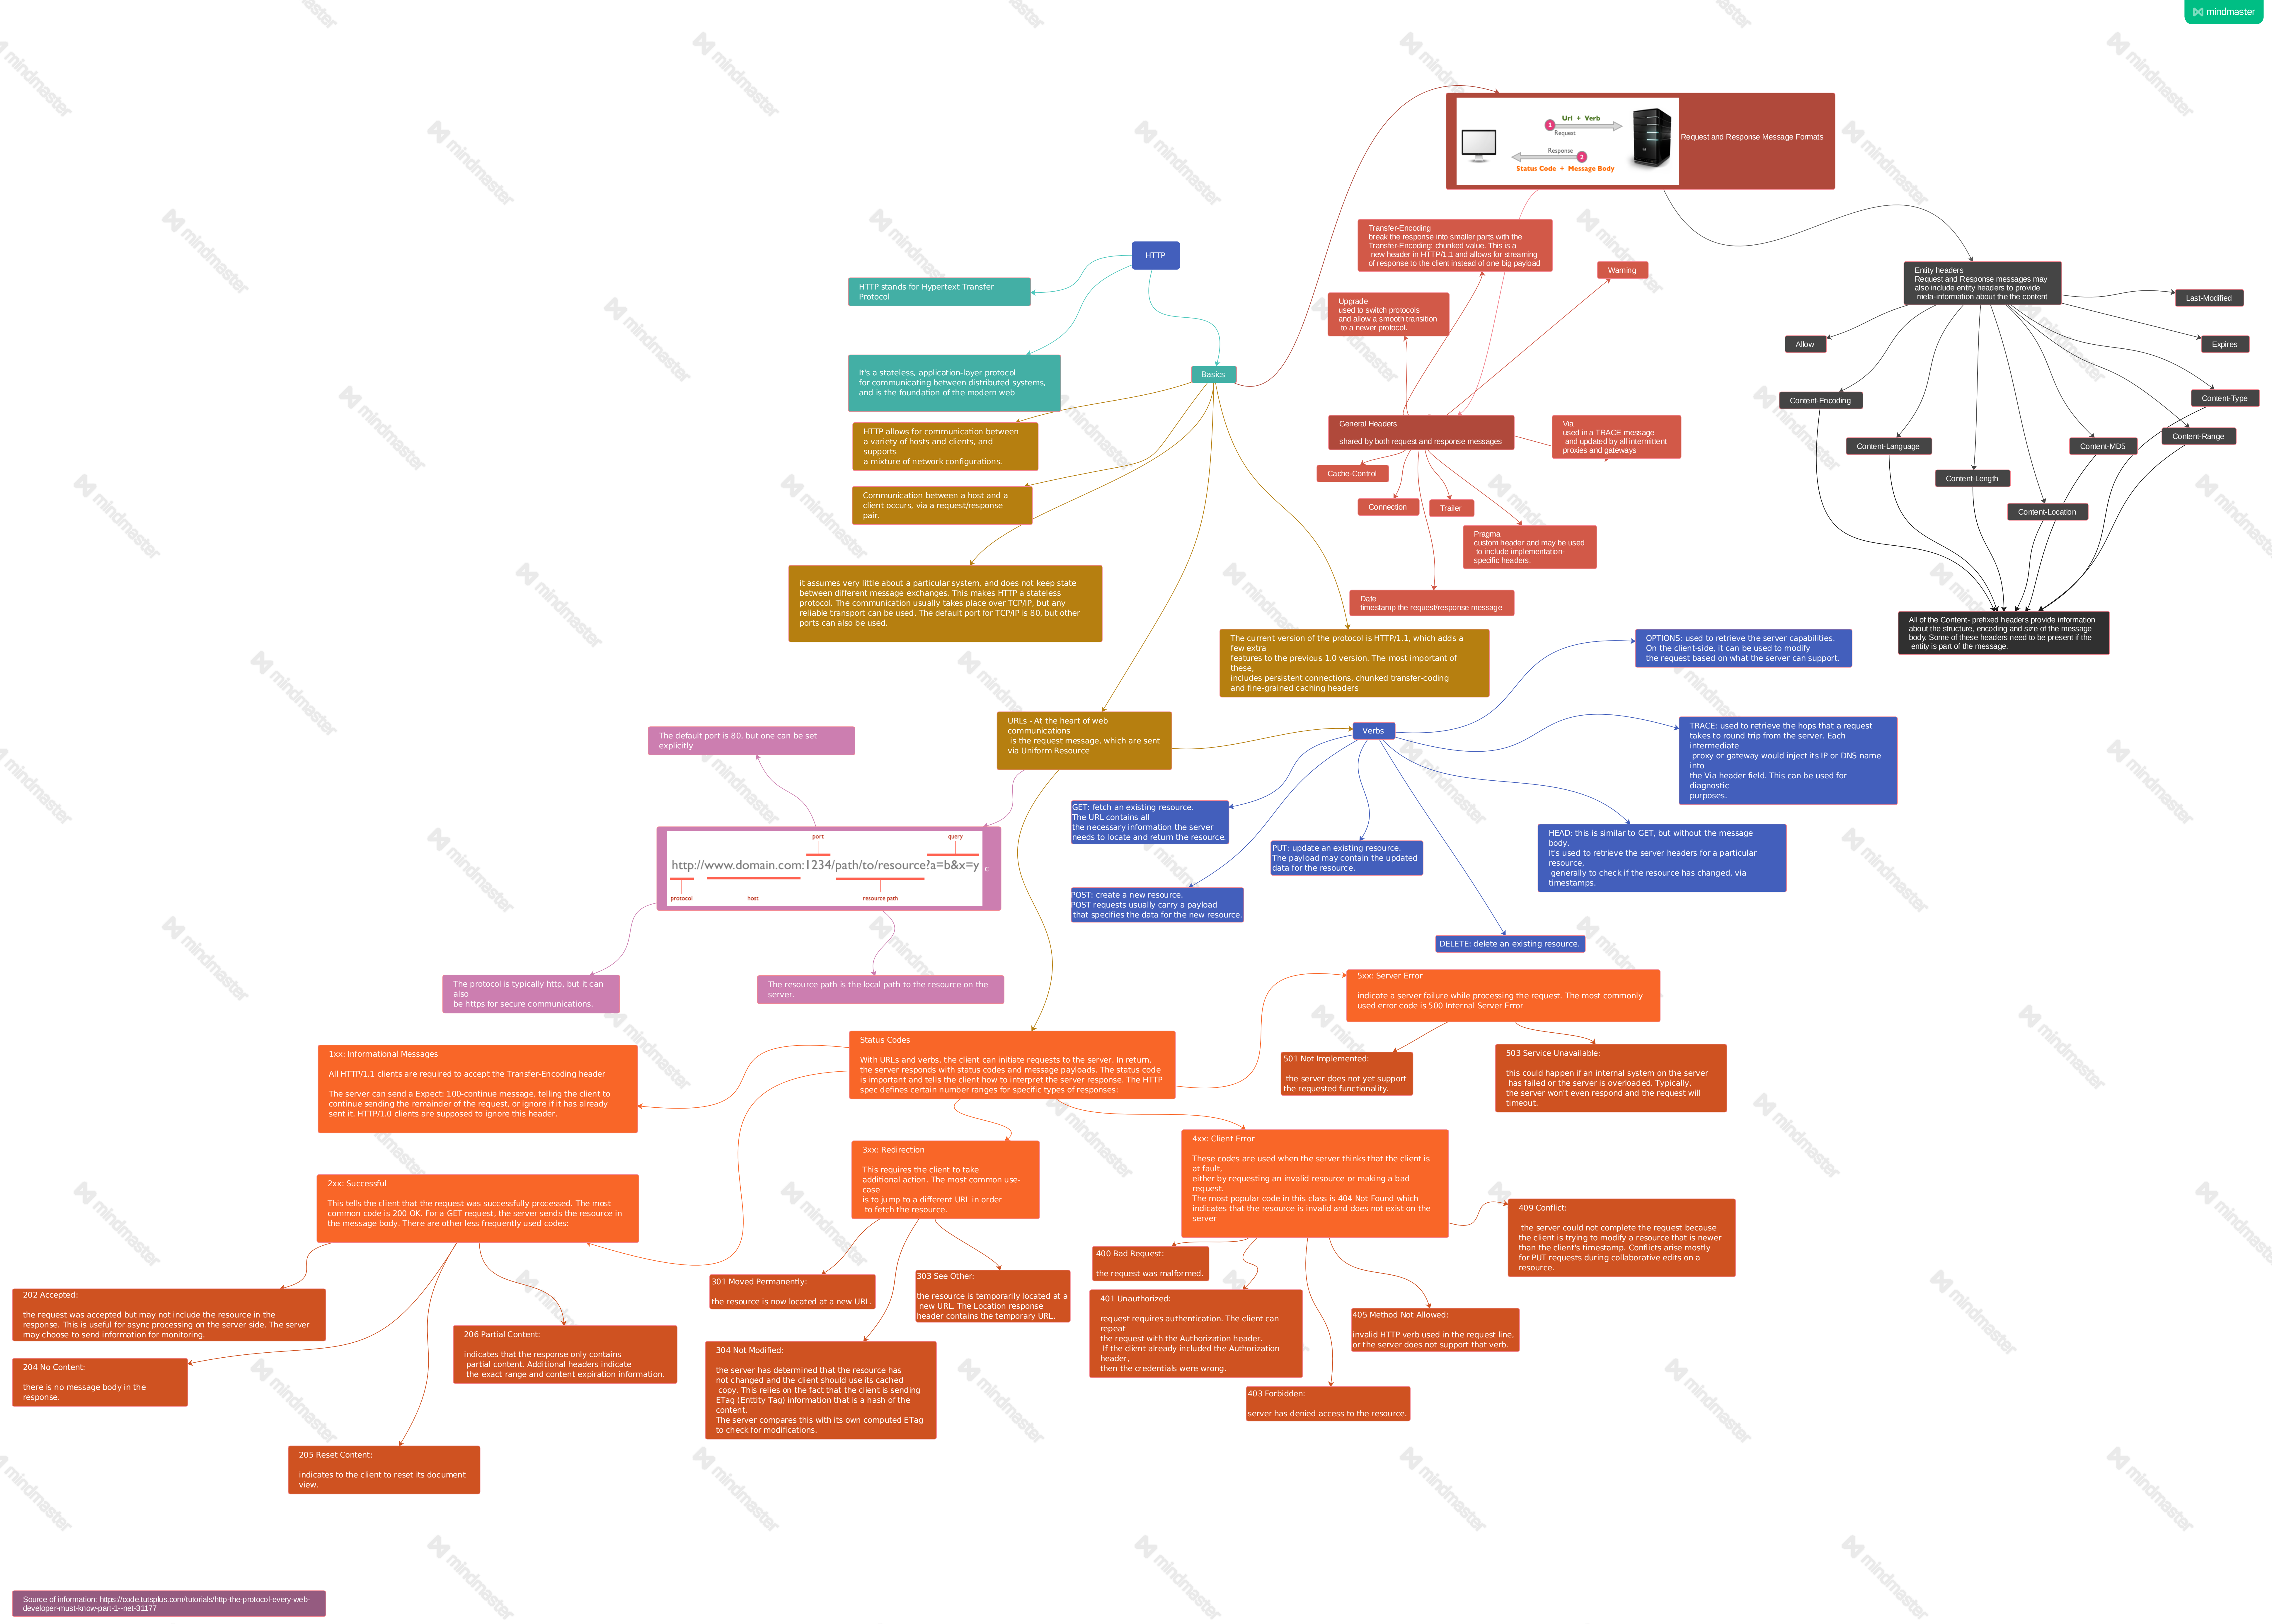 mindmaster
Url + Verb
1
Request
Response
2
Status Code + Message Body
Request and Response Message Formats
HTTP
HTTP stands for Hypertext Transfer
Protocol
It's a stateless, application-layer protocol
for communicating between distributed systems,
and is the foundation of the modern web
Basics
HTTP allows for communication between
a variety of hosts and clients, and
supports
a mixture of network configurations.
Communication between a host and a
client occurs, via a request/response
pair.
it assumes very little about a particular system, and does not keep state
between different message exchanges. This makes HTTP a stateless
protocol. The communication usually takes place over TCP/IP, but any
reliable transport can be used. The default port for TCP/IP is 80, but other
ports can also be used.
The current version of the protocol is HTTP/1.1, which adds a
few extra
features to the previous 1.0 version. The most important of
these,
includes persistent connections, chunked transfer-coding
and fine-grained caching headers
Transfer-Encoding
break the response into smaller parts with the
Transfer-Encoding: chunked value. This is a
new header in HTTP/1.1 and allows for streaming
of response to the client instead of one big payload
Warning
Upgrade
used to switch protocols
and allow a smooth transition
to a newer protocol.
General Headers
shared by both request and response messages
Via
used in a TRACE message
and updated by all intermittent
proxies and gateways
Cache-Control
Connection
Trailer
Pragma
custom header and may be used
to include implementation-
specific headers.
Date
timestamp the request/response message
Entity headers
Request and Response messages may
also include entity headers to provide
meta-information about the the content
Last-Modified
Allow
Expires
Content-Encoding
Content-Type
Content-Language
Content-MD5
Content-Range
Content-Length
Content-Location
All of the Content- prefixed headers provide information
about the structure, encoding and size of the message
body. Some of these headers need to be present if the
entity is part of the message.
URLs - At the heart of web
communications
is the request message, which are sent
via Uniform Resource
The default port is 80, but one can be set
explicitly
port
query
http://www.domain.com:1234/path/to/resource?a=b&x=y
c
protocol
host
resource path
The protocol is typically http, but it can
also
be https for secure communications.
The resource path is the local path to the resource on the
server.
Verbs
OPTIONS: used to retrieve the server capabilities.
On the client-side, it can be used to modify
the request based on what the server can support.
TRACE: used to retrieve the hops that a request
takes to round trip from the server. Each
intermediate
proxy or gateway would inject its IP or DNS name
into
the Via header field. This can be used for
diagnostic
purposes.
GET: fetch an existing resource.
The URL contains all
the necessary information the server
needs to locate and return the resource.
PUT: update an existing resource.
The payload may contain the updated
data for the resource.
HEAD: this is similar to GET, but without the message
body.
It's used to retrieve the server headers for a particular
resource,
generally to check if the resource has changed, via
timestamps.
POST: create a new resource.
POST requests usually carry a payload
that specifies the data for the new resource.
DELETE: delete an existing resource.
Status Codes
With URLs and verbs, the client can initiate requests to the server. In return,
the server responds with status codes and message payloads. The status code
is important and tells the client how to interpret the server response. The HTTP
spec defines certain number ranges for specific types of responses:
5xx: Server Error
indicate a server failure while processing the request. The most commonly
used error code is 500 Internal Server Error
501 Not Implemented:
the server does not yet support
the requested functionality.
503 Service Unavailable:
this could happen if an internal system on the server
has failed or the server is overloaded. Typically,
the server won't even respond and the request will
timeout.
1xx: Informational Messages
All HTTP/1.1 clients are required to accept the Transfer-Encoding header
The server can send a Expect: 100-continue message, telling the client to
continue sending the remainder of the request, or ignore if it has already
sent it. HTTP/1.0 clients are supposed to ignore this header.
2xx: Successful
This tells the client that the request was successfully processed. The most
common code is 200 OK. For a GET request, the server sends the resource in
the message body. There are other less frequently used codes:
202 Accepted:
the request was accepted but may not include the resource in the
response. This is useful for async processing on the server side. The server
may choose to send information for monitoring.
204 No Content:
there is no message body in the
response.
205 Reset Content:
indicates to the client to reset its document
view.
206 Partial Content:
indicates that the response only contains
partial content. Additional headers indicate
the exact range and content expiration information.
3xx: Redirection
This requires the client to take
additional action. The most common use-
case
is to jump to a different URL in order
to fetch the resource.
301 Moved Permanently:
the resource is now located at a new URL.
303 See Other:
the resource is temporarily located at a
new URL. The Location response
header contains the temporary URL.
304 Not Modified:
the server has determined that the resource has
not changed and the client should use its cached
copy. This relies on the fact that the client is sending
ETag (Enttity Tag) information that is a hash of the
content.
The server compares this with its own computed ETag
to check for modifications.
4xx: Client Error
These codes are used when the server thinks that the client is
at fault,
either by requesting an invalid resource or making a bad
request.
The most popular code in this class is 404 Not Found which
indicates that the resource is invalid and does not exist on the
server
400 Bad Request:
the request was malformed.
401 Unauthorized:
request requires authentication. The client can
repeat
the request with the Authorization header.
If the client already included the Authorization
header,
then the credentials were wrong.
403 Forbidden:
server has denied access to the resource.
405 Method Not Allowed:
invalid HTTP verb used in the request line,
or the server does not support that verb.
409 Conflict:
the server could not complete the request because
the client is trying to modify a resource that is newer
than the client's timestamp. Conflicts arise mostly
for PUT requests during collaborative edits on a
resource.
Source of information: https://code.tutsplus.com/tutorials/http-the-protocol-every-web-
developer-must-know-part-1--net-31177